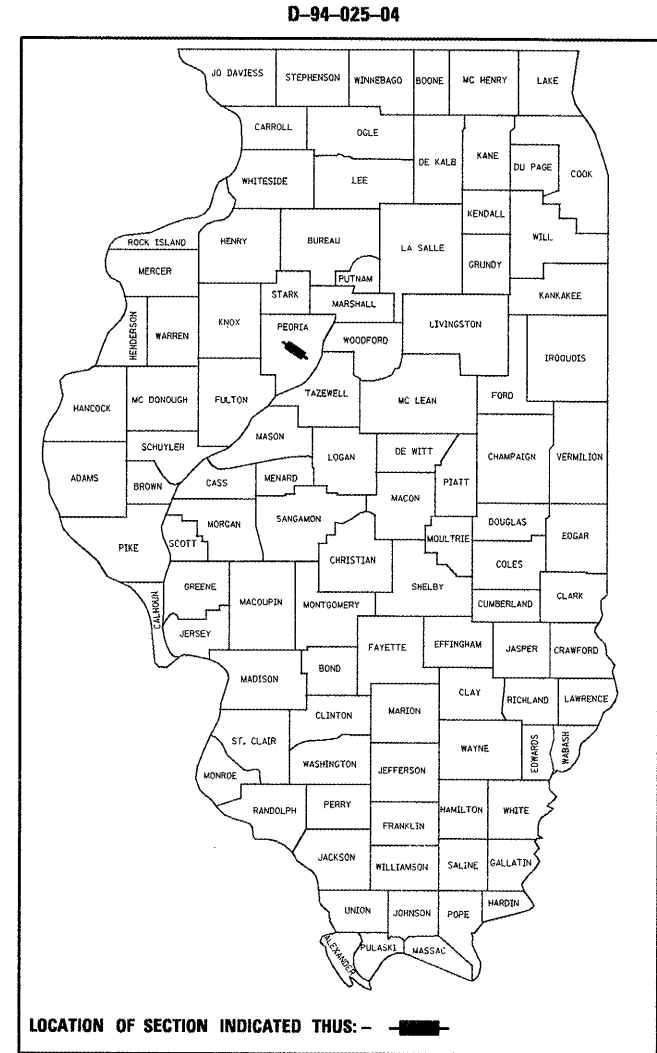 D-94-025-04
JO DAVIESS
STEPHENSON
WINNEBAGO
BOONE
MC HENRY
LAKE
CARROLL
OGLE
DE KALB
KANE
DU PAGE
COOK
WHITESIDE
LEE
KENDALL
WILL
ROCK ISLAND
HENRY
BUREAU
LA SALLE
GRUNDY
MERCER
PUTNAM
KANKAKEE
STARK
MARSHALL
HENDERSON
WARREN
KNOX
PEORIA
WOODFORD
LIVINGSTON
IROQUOIS
HANCOCK
MC DONOUGH
FULTON
TAZEWELL
MC LEAN
FORD
SCHUYLER
MASON
LOGAN
DE WITT
CHAMPAIGN
VERMILION
ADAMS
BROWN
CASS
MENARD
PIATT
MACON
PIKE
SCOTT
MORGAN
SANGAMON
MOULTRIE
DOUGLAS
EDGAR
CHRISTIAN
COLES
CALHOUN
GREENE
MACOUPIN
MONTGOMERY
SHELBY
CUMBERLAND
CLARK
JERSEY
FAYETTE
EFFINGHAM
JASPER
CRAWFORD
MADISON
BOND
CLAY
RICHLAND
LAWRENCE
CLINTON
MARION
ST. CLAIR
WAYNE
EDWARDS
WABASH
WASHINGTON
JEFFERSON
MONROE
RANDOLPH
PERRY
HAMILTON
WHITE
FRANKLIN
JACKSON
WILLIAMSON
SALINE
GALLATIN
UNION
JOHNSON
POPE
HARDIN
ALEXANDER
PULASKI
MASSAC
LOCATION OF SECTION INDICATED THUS: -